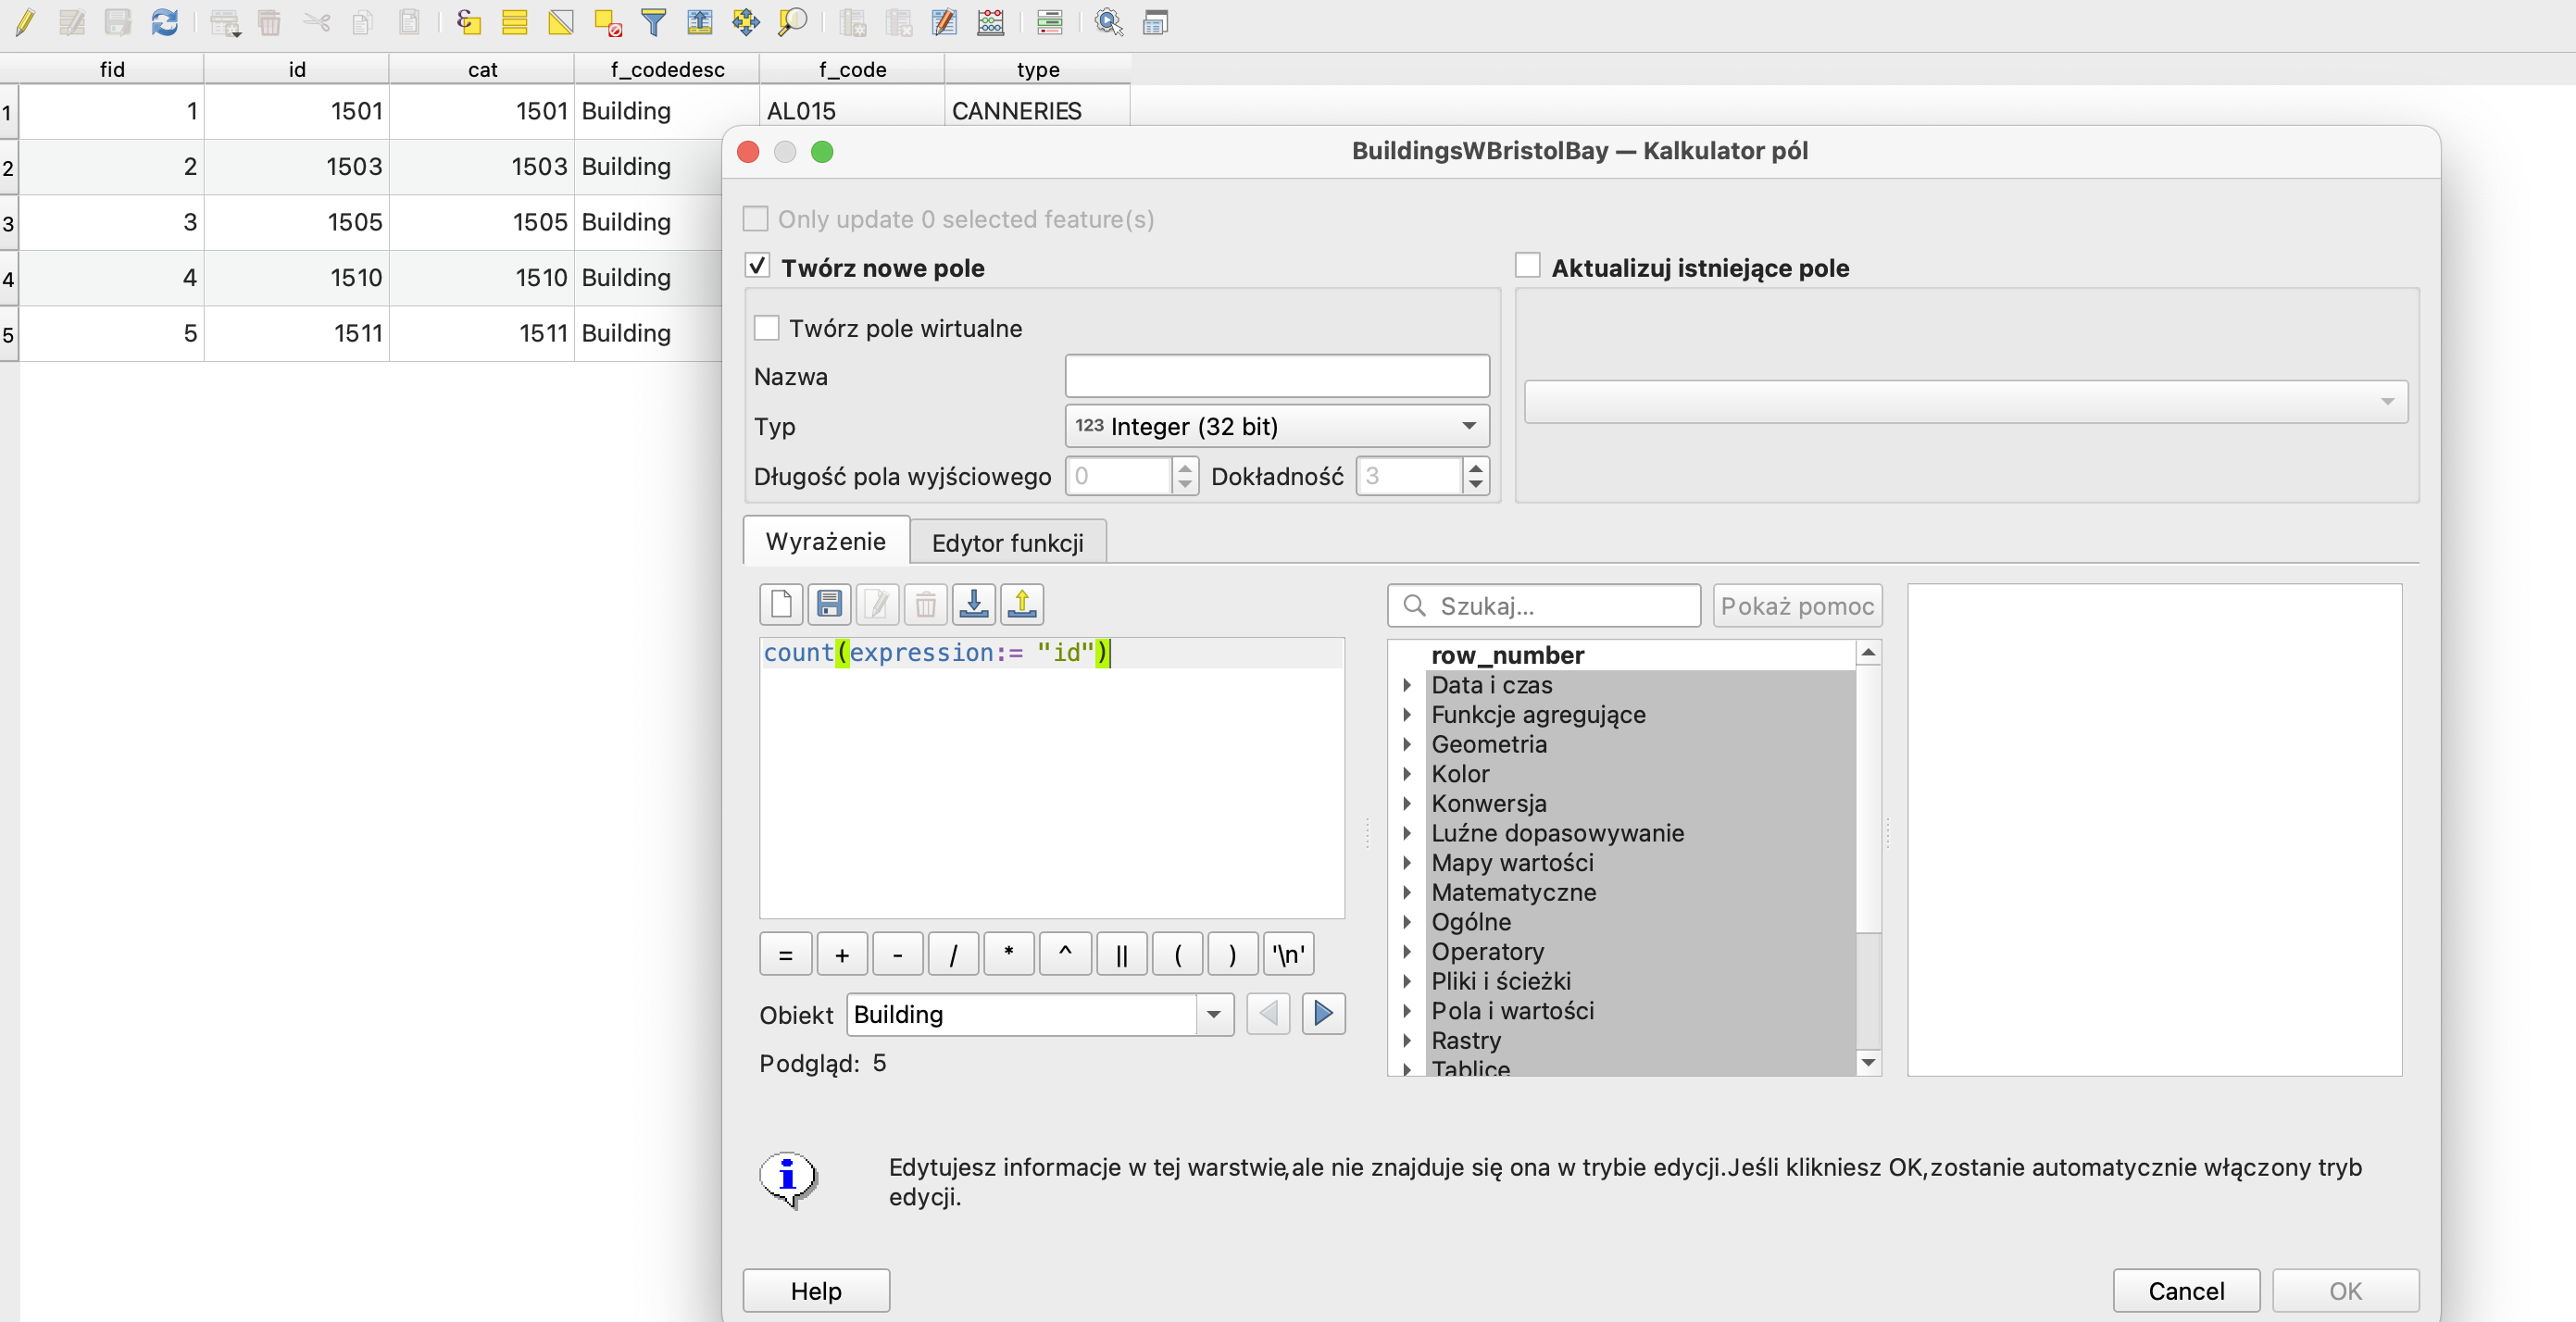 fid id cat f_codedesc f_code type
1 1 1501 1501 Building AL015 CANNERIES
2 2 1503 1503 Building
3 3 1505 1505 Building
4 4 1510 1510 Building
5 5 1511 1511 Building
BuildingsWBristolBay — Kalkulator pól
Only update 0 selected feature(s)
Twórz nowe pole
Aktualizuj istniejące pole
Twórz pole wirtualne
Nazwa
Typ 123 Integer (32 bit)
Długość pola wyjściowego 0 Dokładność 3
Wyrażenie Edytor funkcji
Szukaj... Pokaż pomoc
count(expression:= "id")
row_number
Data i czas
Funkcje agregujące
Geometria
Kolor
Konwersja
Luźne dopasowywanie
Mapy wartości
Matematyczne
Ogólne
Operatory
Pliki i ścieżki
Pola i wartości
Rastry
Tablice
= + - / * ^ || ( ) '\n'
Obiekt Building
Podgląd: 5
Edytujesz informacje w tej warstwie,ale nie znajduje się ona w trybie edycji.Jeśli klikniesz OK,zostanie automatycznie włączony tryb
edycji.
Help Cancel OK